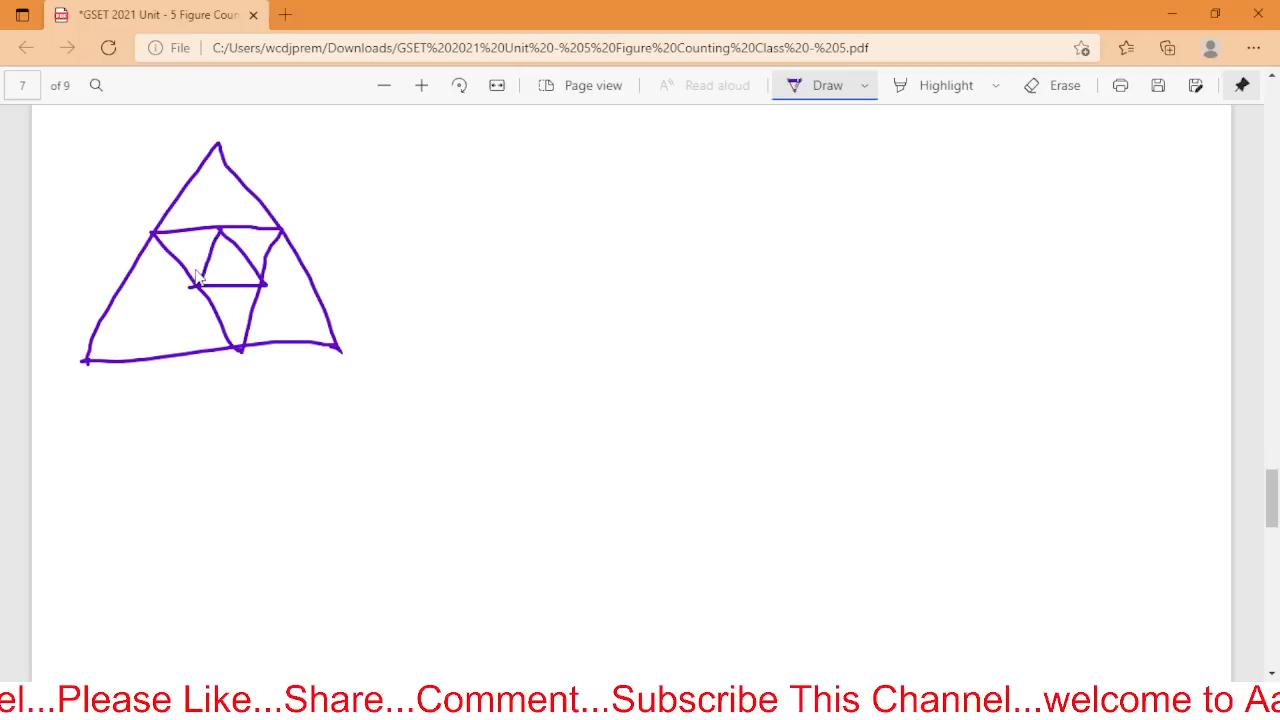 *GSET 2021 Unit - 5 Figure Coun
File
C:/Users/wcdjprem/Downloads/GSET%202021%20Unit%20-%205%20Figure%20Counting%20Class%20-%205.pdf
7 of 9
Page view
Read aloud
Draw
Highlight
Erase
el...Please Like...Share...Comment...Subscribe This Channel...welcome to Aa